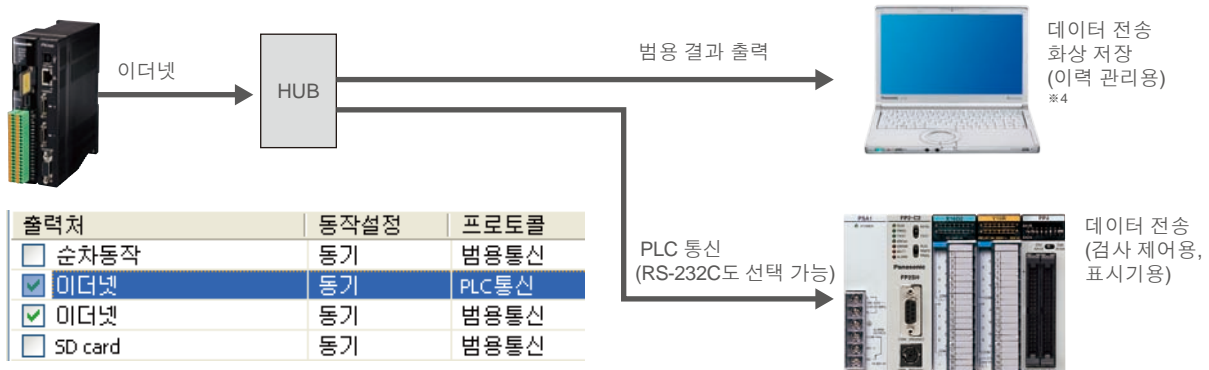 이더넷
HUB
범용 결과 출력
데이터 전송
화상 저장
(이력 관리용)
※4
Panasonic
출력처 동작설정 프로토콜
순차동작 동기 범용통신
이더넷 동기 PLC통신
이더넷 동기 범용통신
SD card 동기 범용통신
PLC 통신
(RS-232C도 선택 가능)
Panasonic
데이터 전송
(검사 제어용,
표시기용)